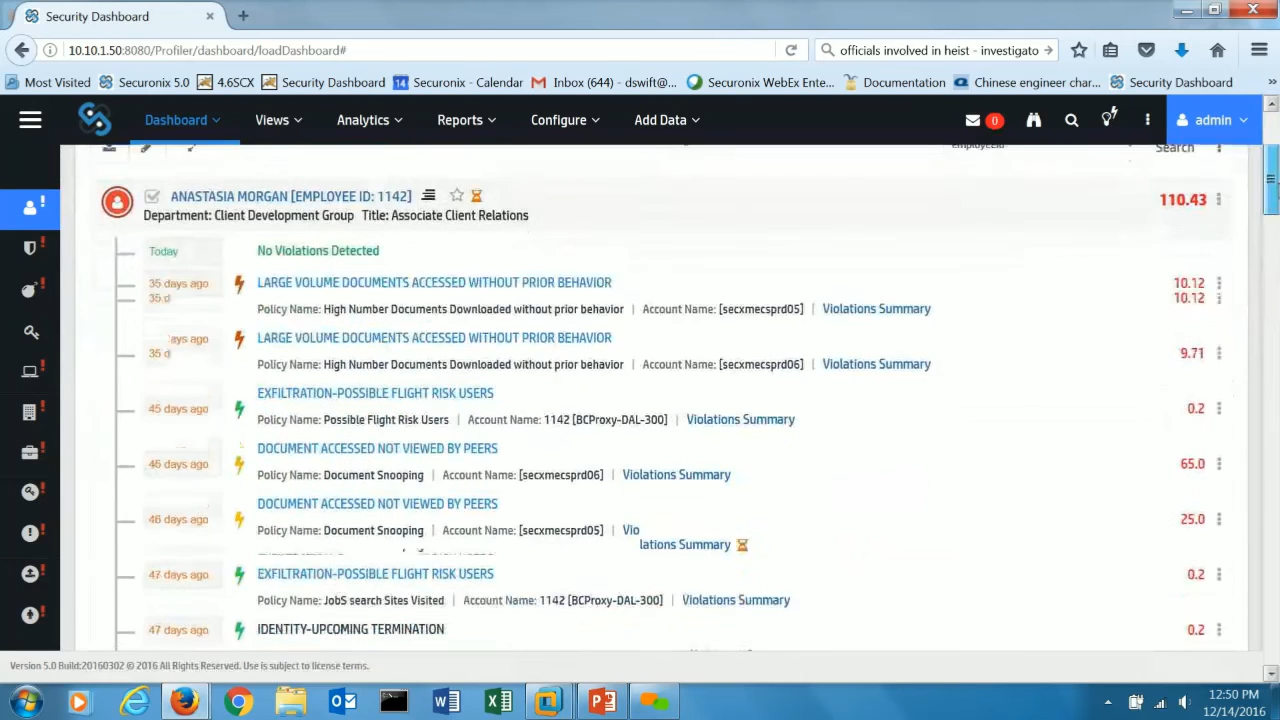 Security Dashboard
10.10.1.50:8080/Profiler/dashboard/loadDashboard#
officials involved in heist - investigato
Most Visited Securonix 5.0 4.6SCX Security Dashboard 14 Securonix - Calendar Inbox (644) - dswift@... Securonix WebEx Ente... Documentation Chinese engineer char... Security Dashboard
Dashboard Views Analytics Reports Configure Add Data 0 admin
employeeid Search
ANASTASIA MORGAN [EMPLOYEE ID: 1142] 110.43
Department: Client Development Group Title: Associate Client Relations
Today No Violations Detected
35 days ago LARGE VOLUME DOCUMENTS ACCESSED WITHOUT PRIOR BEHAVIOR 10.12
35 d 10.12
Policy Name: High Number Documents Downloaded without prior behavior | Account Name: [secxmecsprd05] | Violations Summary
ays ago LARGE VOLUME DOCUMENTS ACCESSED WITHOUT PRIOR BEHAVIOR
35 d 9.71
Policy Name: High Number Documents Downloaded without prior behavior | Account Name: [secxmecsprd06] | Violations Summary
EXFILTRATION-POSSIBLE FLIGHT RISK USERS
45 days ago 0.2
Policy Name: Possible Flight Risk Users | Account Name: 1142 [BCProxy-DAL-300] | Violations Summary
DOCUMENT ACCESSED NOT VIEWED BY PEERS
46 days ago 65.0
Policy Name: Document Snooping | Account Name: [secxmecsprd06] | Violations Summary
DOCUMENT ACCESSED NOT VIEWED BY PEERS
46 days ago 25.0
Policy Name: Document Snooping | Account Name: [secxmecsprd05] | Vio
lations Summary
47 days ago EXFILTRATION-POSSIBLE FLIGHT RISK USERS 0.2
Policy Name: JobS search Sites Visited | Account Name: 1142 [BCProxy-DAL-300] | Violations Summary
47 days ago IDENTITY-UPCOMING TERMINATION 0.2
Version 5.0 Build:20160302 © 2016 All Rights Reserved. Use is subject to license terms.
12:50 PM
12/14/2016